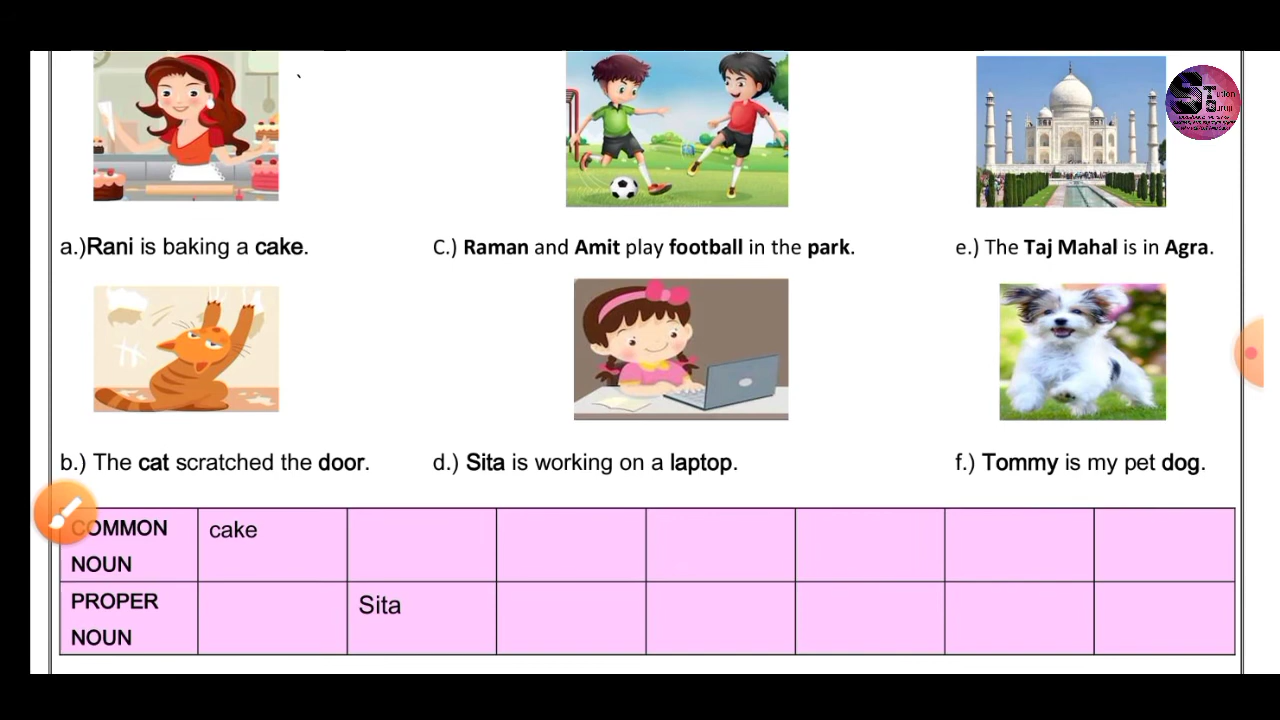 a.)Rani is baking a cake.
C.) Raman and Amit play football in the park.
e.) The Taj Mahal is in Agra.
b.) The cat scratched the door.
d.) Sita is working on a laptop.
f.) Tommy is my pet dog.
COMMON NOUN
cake
PROPER NOUN
Sita